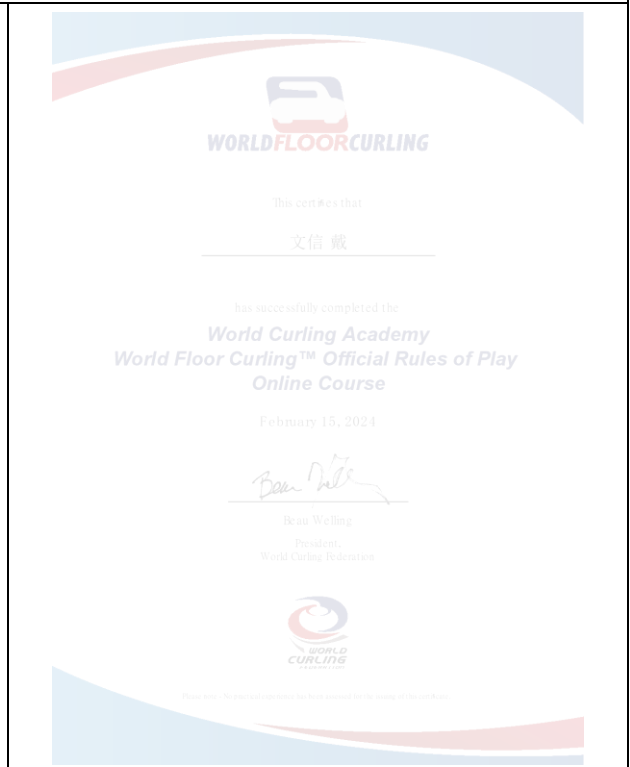 WORLDFLOORCURLING
This certifies that
文信 戴
has successfully completed the
World Curling Academy
World Floor Curling™ Official Rules of Play
Online Course
February 15, 2024
Beau Welling
President,
World Curling Federation
WORLD
CURLING
FEDERATION